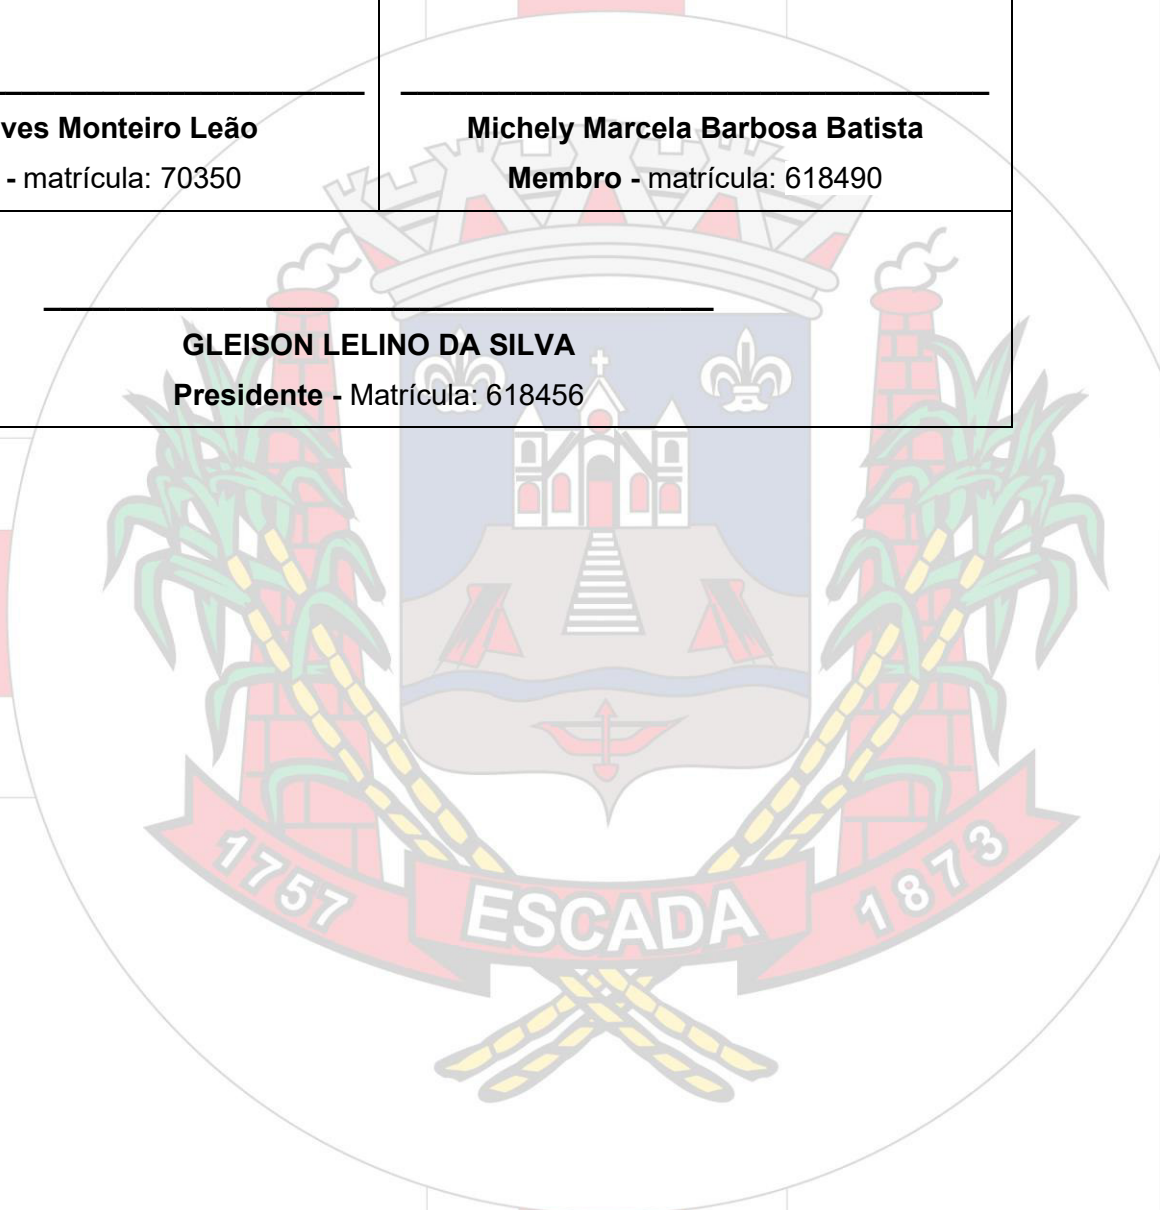 ves Monteiro Leão
- matrícula: 70350
Michely Marcela Barbosa Batista
Membro - matrícula: 618490
GLEISON LELINO DA SILVA
Presidente - Matrícula: 618456
1757
ESCADA
1873